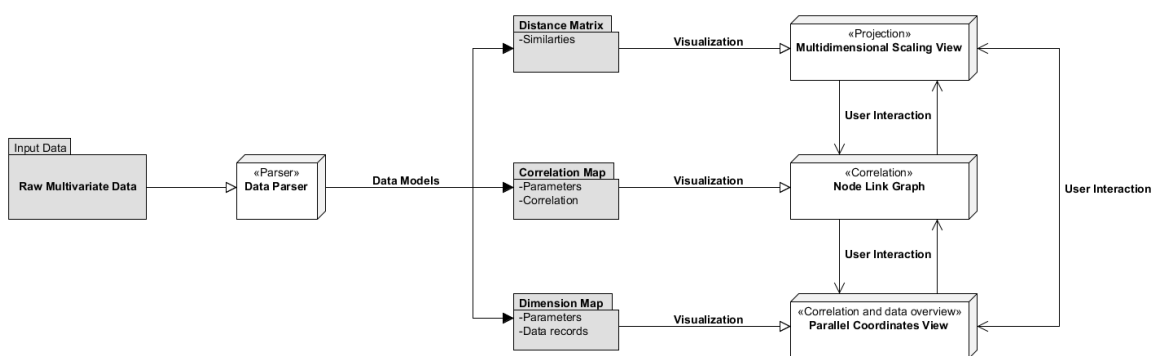 Distance Matrix
-Similarties
Visualization
«Projection»
Multidimensional Scaling View
User Interaction
Input Data
Raw Multivariate Data
«Parser»
Data Parser
Data Models
Correlation Map
-Parameters
-Correlation
Visualization
«Correlation»
Node Link Graph
User Interaction
User Interaction
Dimension Map
-Parameters
-Data records
Visualization
«Correlation and data overview»
Parallel Coordinates View